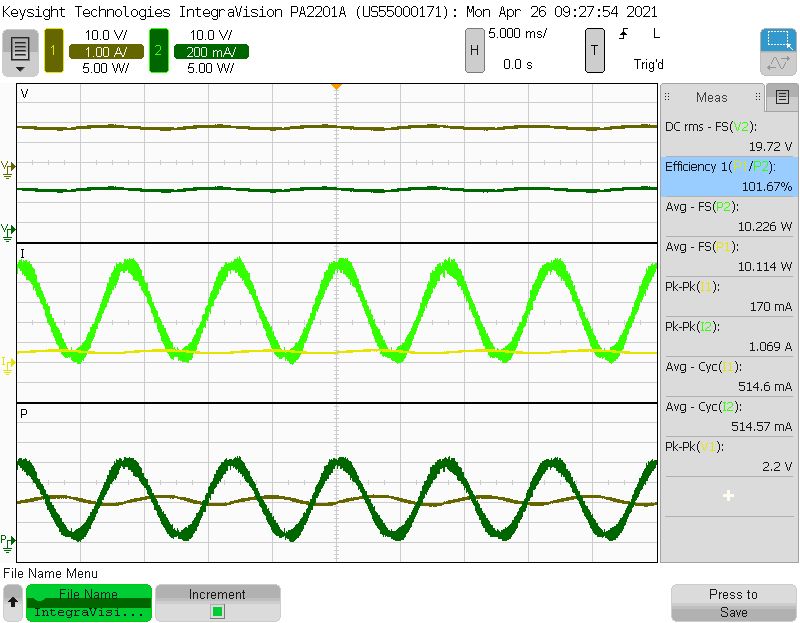 Keysight Technologies IntegraVision PA2201A (US55000171): Mon Apr 26 09:27:54 2021
1
10.0 V/
1.00 A/
5.00 W/
2
10.0 V/
200 mA/
5.00 W/
H
5.000 ms/
0.0 s
T
L
Trig'd
V
V
V
I
I
P
P
Meas
DC rms - FS(V2):
19.72 V
Efficiency 1(P1/P2):
101.67%
Avg - FS(P2):
10.226 W
Avg - FS(P1):
10.114 W
Pk-Pk(I1):
170 mA
Pk-Pk(I2):
1.069 A
Avg - Cyc(I1):
514.6 mA
Avg - Cyc(I2):
514.57 mA
Pk-Pk(V1):
2.2 V
File Name Menu
File Name
IntegraVisi...
Increment
Press to
Save